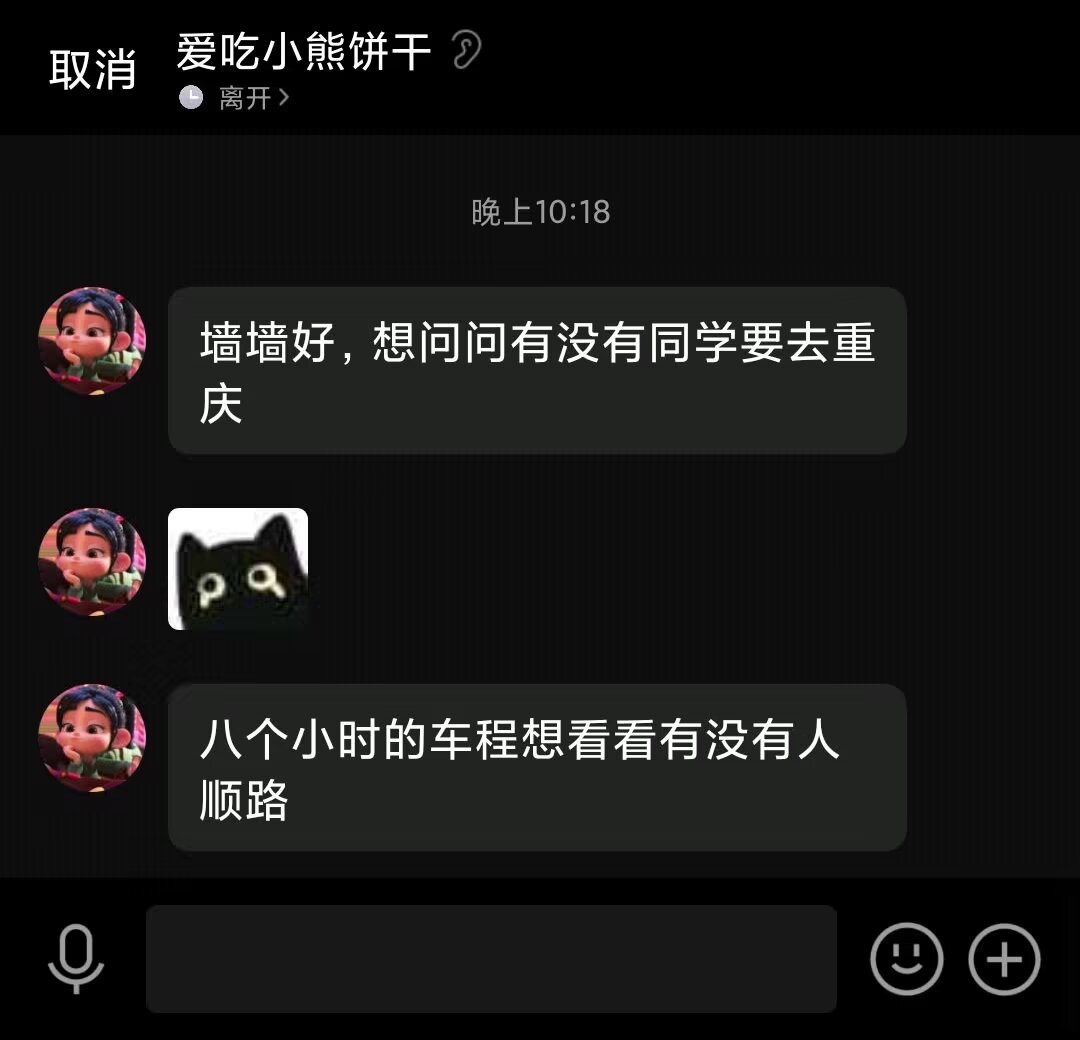 取消
爱吃小熊饼干
离开
晚上10:18
墙墙好，想问问有没有同学要去重
庆
八个小时的车程想看看有没有人
顺路